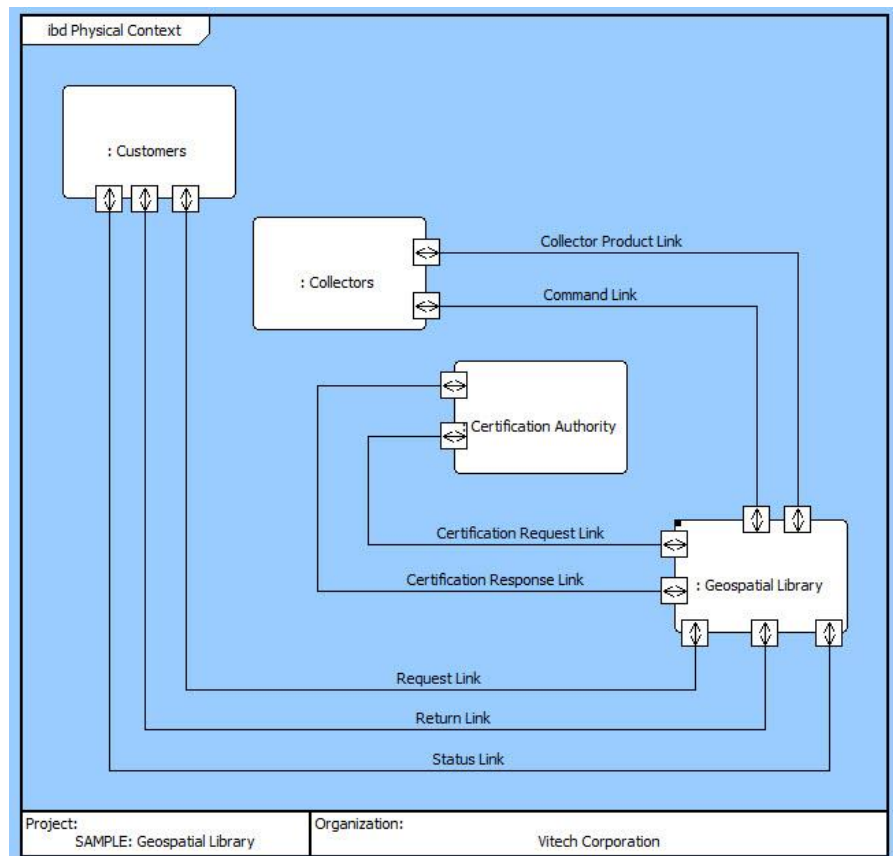 ibd Physical Context
: Customers
Collector Product Link
: Collectors
Command Link
: Certification Authority
Certification Request Link
Certification Response Link
: Geospatial Library
Request Link
Return Link
Status Link
Project:
SAMPLE: Geospatial Library
Organization:
Vitech Corporation